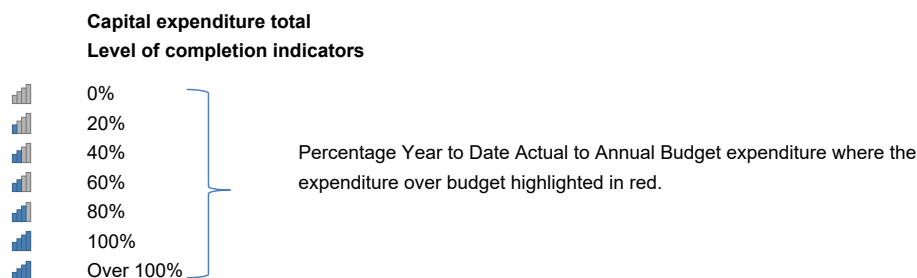 Capital expenditure total
Level of completion indicators
0%
20%
40%
60%
80%
100%
Over 100%
Percentage Year to Date Actual to Annual Budget expenditure where the
expenditure over budget highlighted in red.